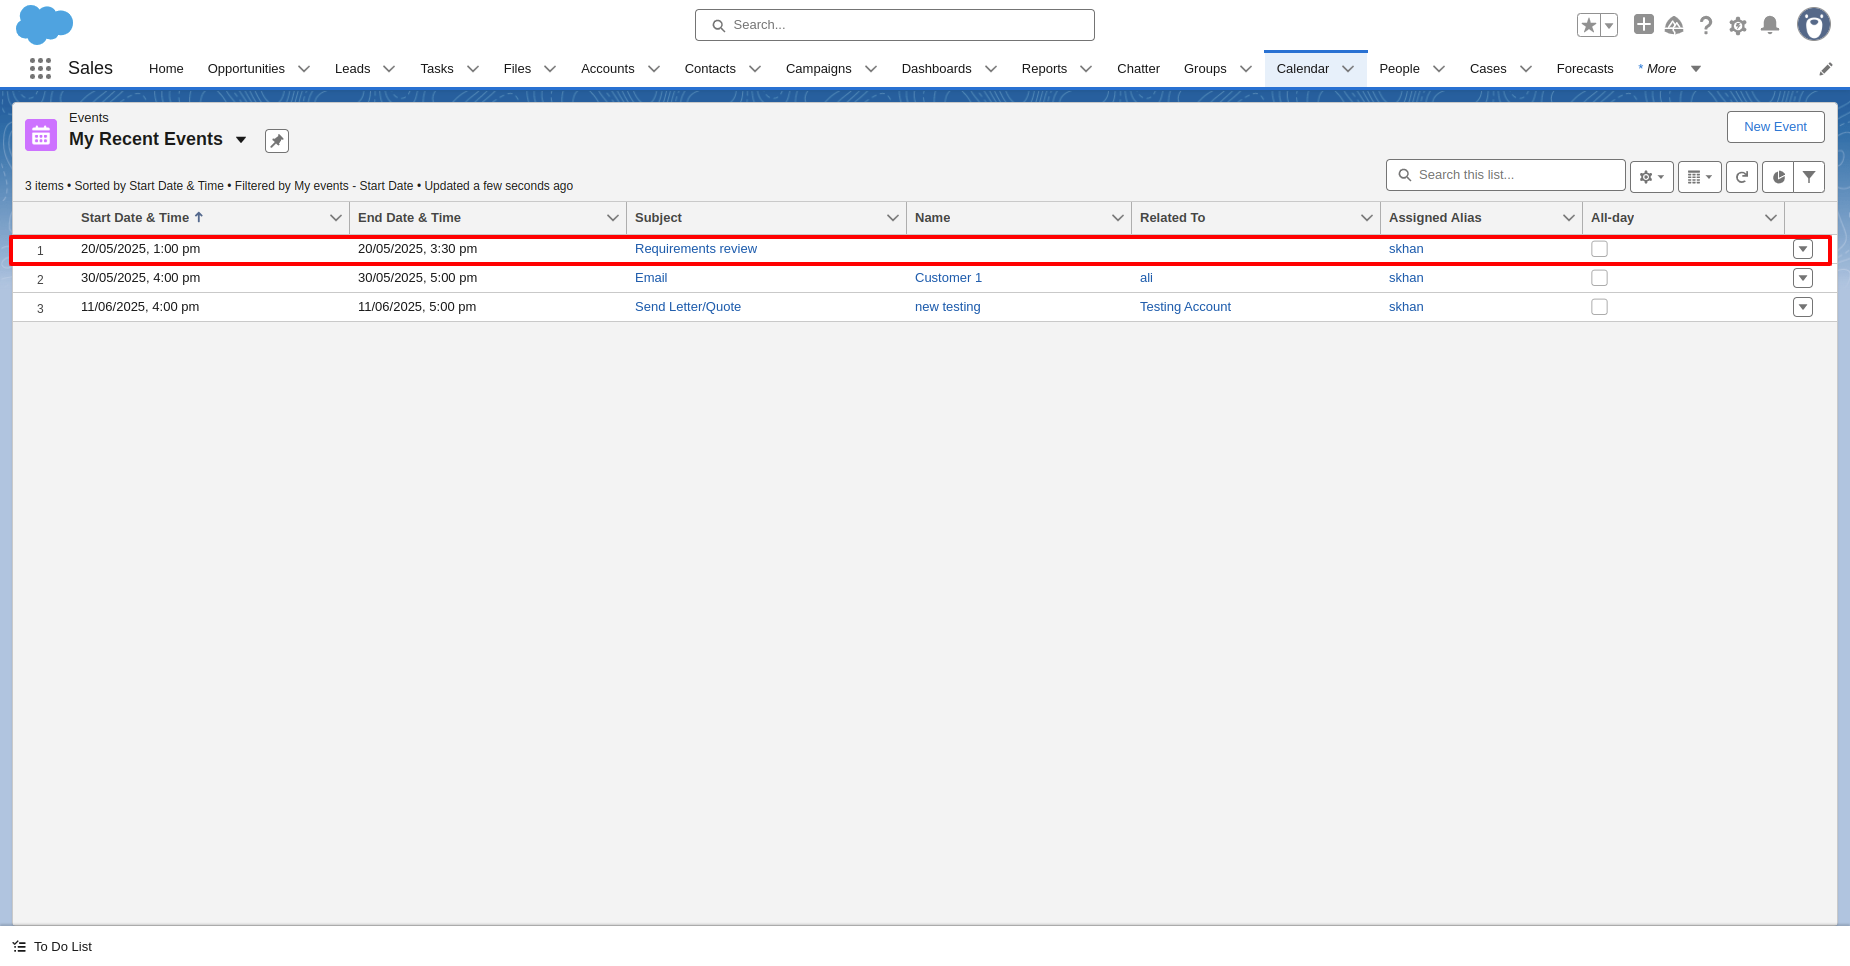 Search...
Sales Home Opportunities Leads Tasks Files Accounts Contacts Campaigns Dashboards Reports Chatter Groups Calendar People Cases Forecasts * More
Events
My Recent Events
New Event
3 items • Sorted by Start Date & Time • Filtered by My events - Start Date • Updated a few seconds ago
Search this list...
Start Date & Time End Date & Time Subject Name Related To Assigned Alias All-day
1 20/05/2025, 1:00 pm 20/05/2025, 3:30 pm Requirements review skhan
2 30/05/2025, 4:00 pm 30/05/2025, 5:00 pm Email Customer 1 ali skhan
3 11/06/2025, 4:00 pm 11/06/2025, 5:00 pm Send Letter/Quote new testing Testing Account skhan
To Do List